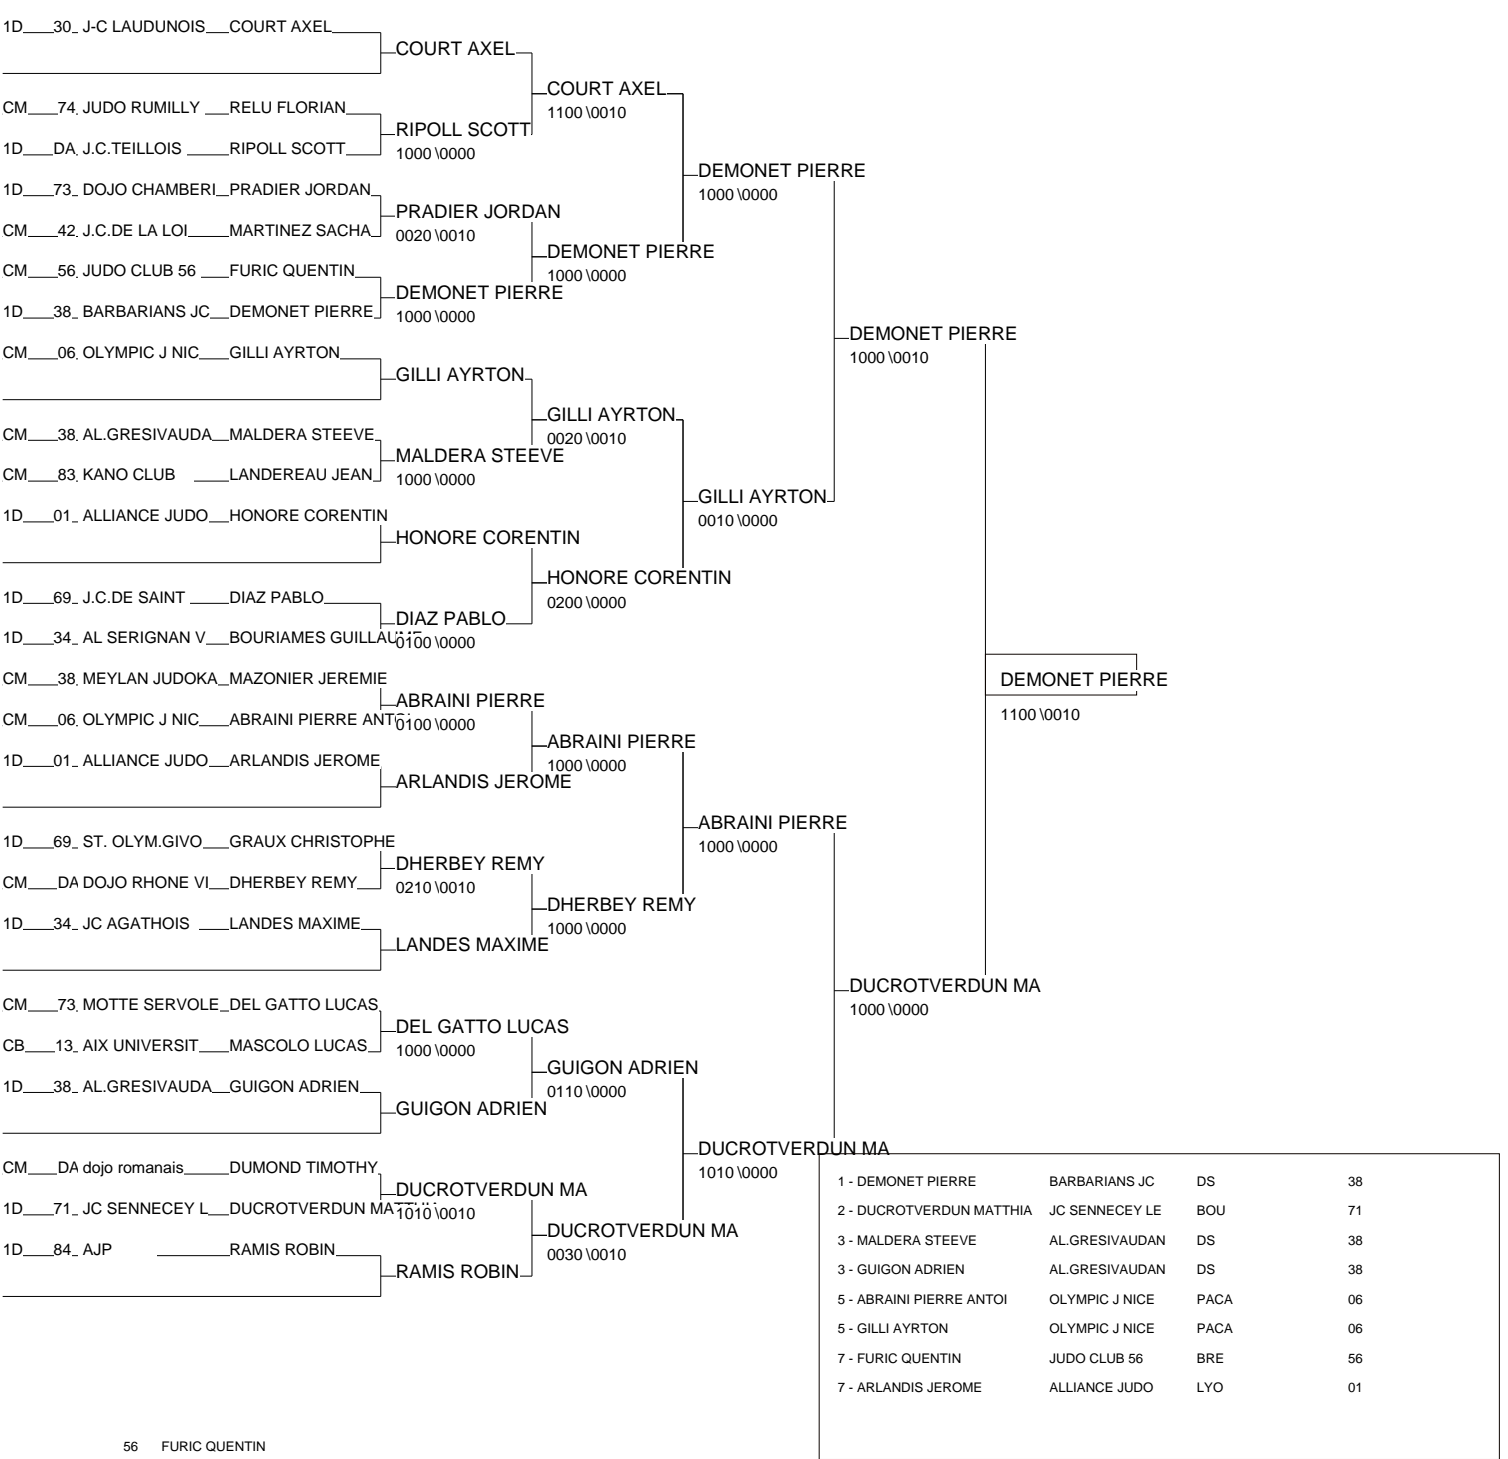 1D 30 J-C LAUDUNOIS COURT AXEL
COURT AXEL
COURT AXEL
1100 \0010
CM 74 JUDO RUMILLY RELU FLORIAN
RIPOLL SCOTT
1000 \0000
1D DA J.C.TEILLOIS RIPOLL SCOTT
DEMONET PIERRE
1000 \0000
1D 73 DOJO CHAMBERI PRADIER JORDAN
PRADIER JORDAN
0020 \0010
CM 42 J.C.DE LA LOI MARTINEZ SACHA
DEMONET PIERRE
1000 \0000
CM 56 JUDO CLUB 56 FURIC QUENTIN
DEMONET PIERRE
1000 \0000
1D 38 BARBARIANS JC DEMONET PIERRE
DEMONET PIERRE
1000 \0010
CM 06 OLYMPIC J NIC GILLI AYRTON
GILLI AYRTON
GILLI AYRTON
0020 \0010
CM 38 AL.GRESIVAUDA MALDERA STEEVE
MALDERA STEEVE
1000 \0000
CM 83 KANO CLUB LANDEREAU JEAN
GILLI AYRTON
0010 \0000
1D 01 ALLIANCE JUDO HONORE CORENTIN
HONORE CORENTIN
HONORE CORENTIN
0200 \0000
1D 69 J.C.DE SAINT DIAZ PABLO
DIAZ PABLO
0100 \0000
1D 34 AL SERIGNAN V BOURIAMES GUILLAUME
CM 38 MEYLAN JUDOKA MAZONIER JEREMIE
DEMONET PIERRE
1100 \0010
ABRAINI PIERRE
0100 \0000
CM 06 OLYMPIC J NIC ABRAINI PIERRE ANTOI
ABRAINI PIERRE
1000 \0000
1D 01 ALLIANCE JUDO ARLANDIS JEROME
ARLANDIS JEROME
ABRAINI PIERRE
1000 \0000
1D 69 ST. OLYM.GIVO GRAUX CHRISTOPHE
DHERBEY REMY
0210 \0010
CM DA DOJO RHONE VI DHERBEY REMY
DHERBEY REMY
1000 \0000
1D 34 JC AGATHOIS LANDES MAXIME
LANDES MAXIME
DUCROTVERDUN MA
1000 \0000
CM 73 MOTTE SERVOLE DEL GATTO LUCAS
DEL GATTO LUCAS
1000 \0000
CB 13 AIX UNIVERSIT MASCOLO LUCAS
GUIGON ADRIEN
0110 \0000
1D 38 AL.GRESIVAUDA GUIGON ADRIEN
GUIGON ADRIEN
DUCROTVERDUN MA
1010 \0000
CM DA dojo romanais DUMOND TIMOTHY
DUCROTVERDUN MA
1010 \0010
1D 71 JC SENNECEY L DUCROTVERDUN
DUCROTVERDUN MA
0030 \0010
1D 84 AJP RAMIS ROBIN
RAMIS ROBIN
1 - DEMONET PIERRE BARBARIANS JC DS 38
2 - DUCROTVERDUN MATTHIA JC SENNECEY LE BOU 71
3 - MALDERA STEEVE AL.GRESIVAUDAN DS 38
3 - GUIGON ADRIEN AL.GRESIVAUDAN DS 38
5 - ABRAINI PIERRE ANTOI OLYMPIC J NICE PACA 06
5 - GILLI AYRTON OLYMPIC J NICE PACA 06
7 - FURIC QUENTIN JUDO CLUB 56 BRE 56
7 - ARLANDIS JEROME ALLIANCE JUDO LYO 01
56 FURIC QUENTIN